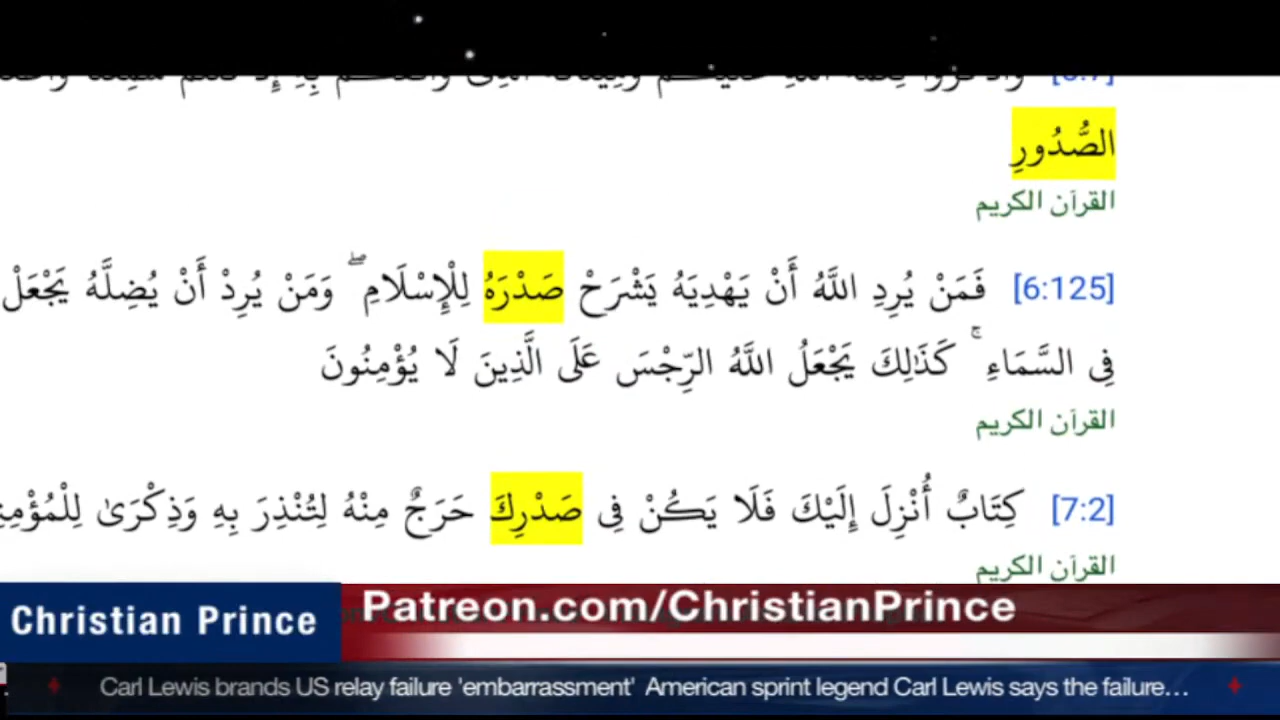 [5:7]
الصُّدُورِ
القرآن الكريم
[6:125] فَمَنْ يُرِدِ اللَّهُ أَنْ يَهْدِيَهُ يَشْرَحْ صَدْرَهُ لِلْإِسْلَامِ ۖ وَمَنْ يُرِدْ أَنْ يُضِلَّهُ يَجْعَلْ
فِي السَّمَاءِ ۚ كَذَٰلِكَ يَجْعَلُ اللَّهُ الرِّجْسَ عَلَى الَّذِينَ لَا يُؤْمِنُونَ
القرآن الكريم
[7:2] كِتَابٌ أُنْزِلَ إِلَيْكَ فَلَا يَكُنْ فِي صَدْرِكَ حَرَجٌ مِنْهُ لِتُنْذِرَ بِهِ وَذِكْرَىٰ
القرآن الكريم
Christian Prince
Patreon.com/ChristianPrince
Carl Lewis brands US relay failure 'embarrassment' American sprint legend Carl Lewis says the failure...